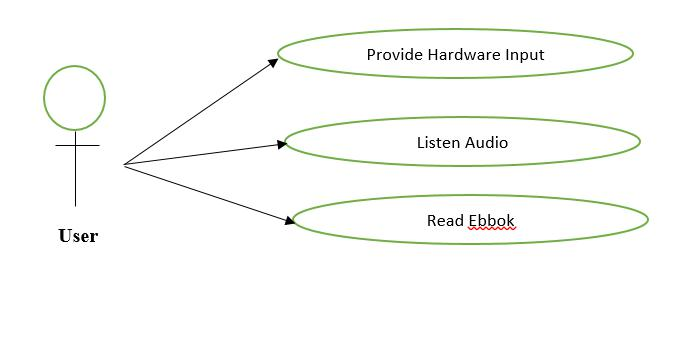 Provide Hardware Input
Listen Audio
Read Ebbok
User